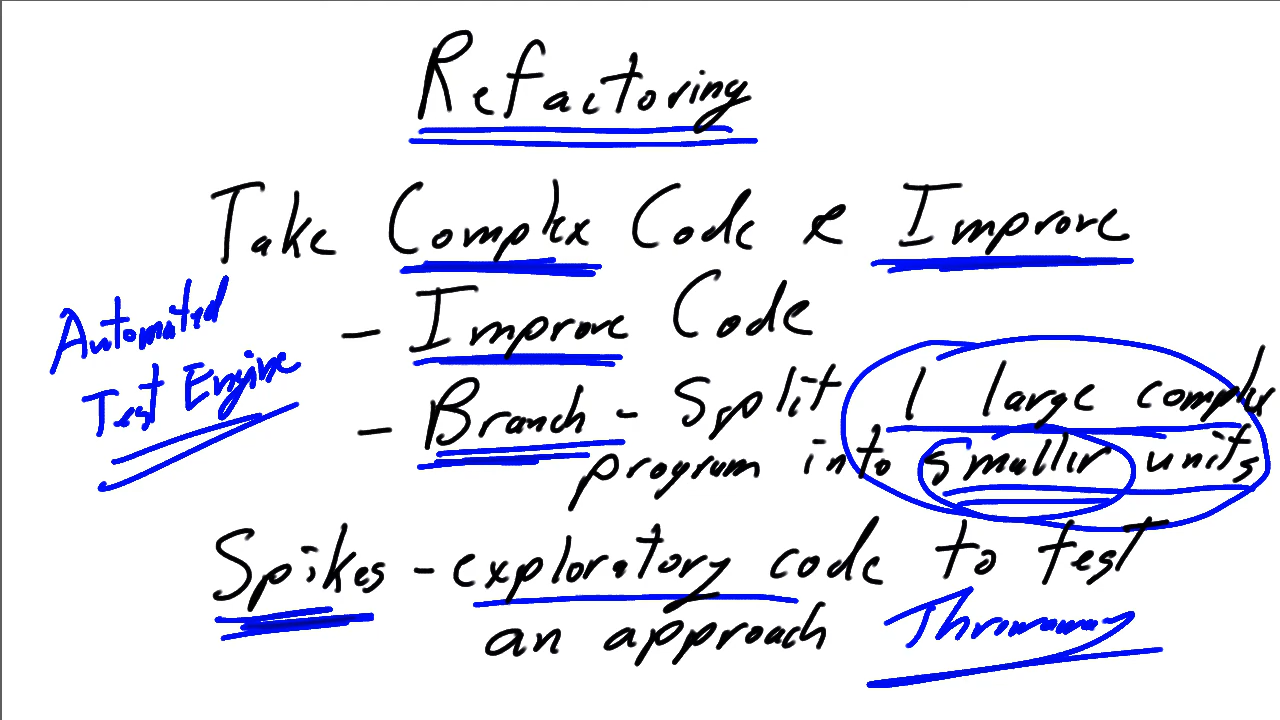 Refactoring
Take Complex Code & Improve
Automated
Test Engine
- Improve Code
- Branch - Split 1 large complex
program into smaller units
Spikes - exploratory code to test
an approach
Throwaway